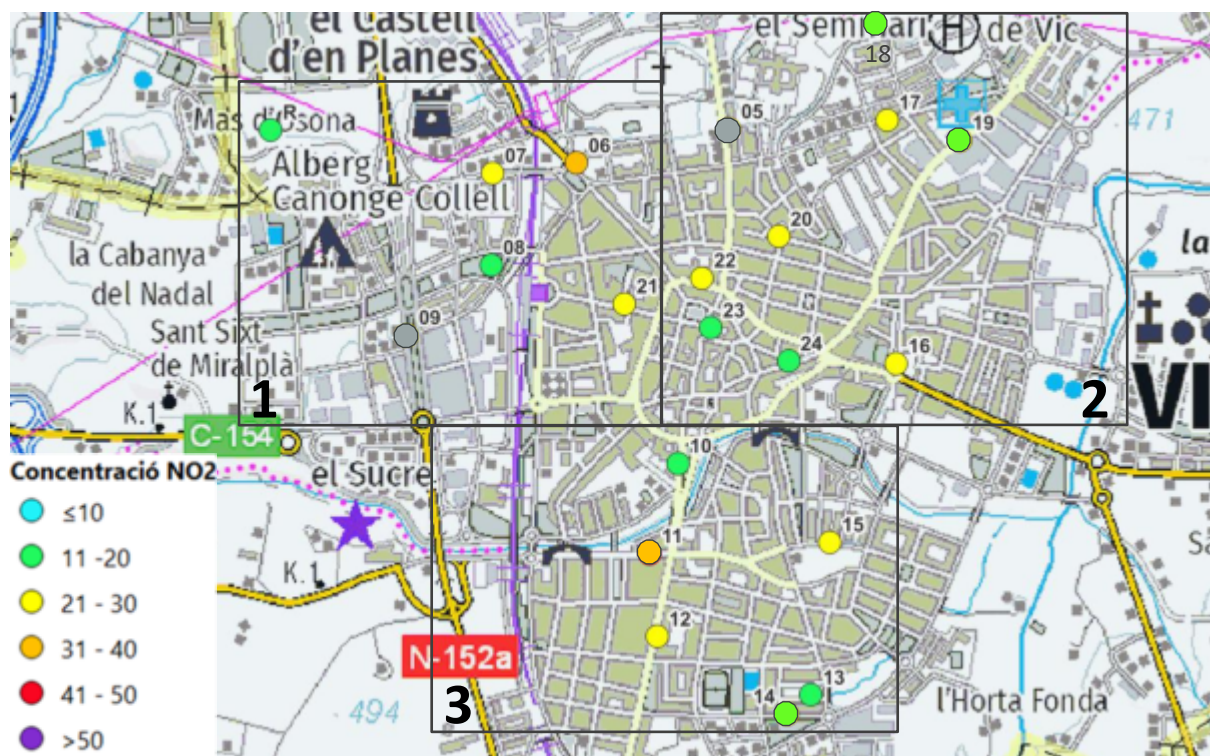 el Castell
d'en Planes
el Seminari
H
de Vic
18
05
17
19
471
Mas d'Osona
R
07
06
Alberg
Canonge Collell
20
la Cabanya
del Nadal
08
22
21
23
la
Sant Sixt
de Miralplà
09
24
16
1
2
VI
K.1
C-154
10
Concentració NO2
el Sucre
≤10
11 -20
21 - 30
31 - 40
41 - 50
>50
11
15
K.1
12
N-152a
13
14
3
494
l'Horta Fonda